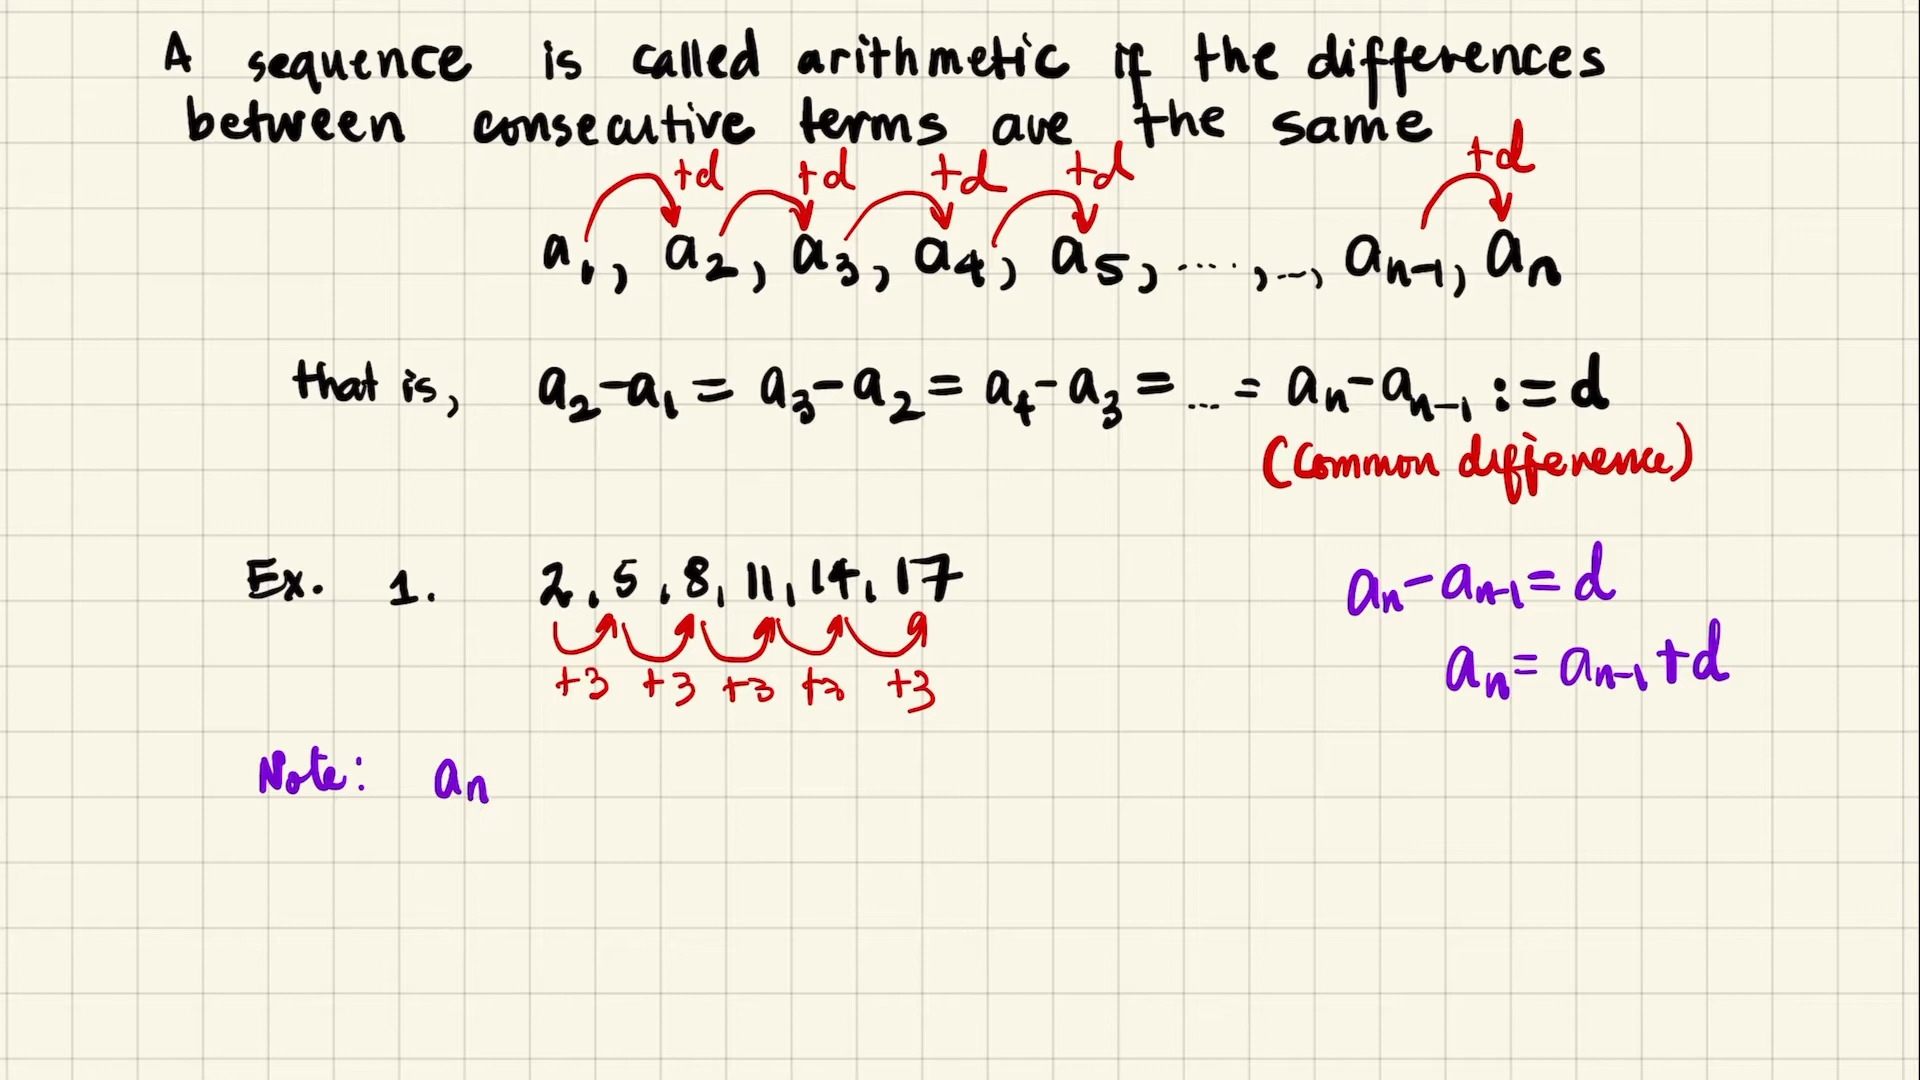 A sequence is called arithmetic if the differences
between consecutive terms are the same
+d +d +d +d +d
a₁, a₂, a₃, a₄, a₅, ....., ..., aₙ₋₁, aₙ
that is, a₂-a₁ = a₃-a₂ = a₄-a₃ = ... = aₙ-aₙ₋₁ := d
(Common difference)
Ex. 1. 2, 5, 8, 11, 14, 17
+3 +3 +3 +3 +3
aₙ-aₙ₋₁=d
aₙ=aₙ₋₁+d
Note: aₙ